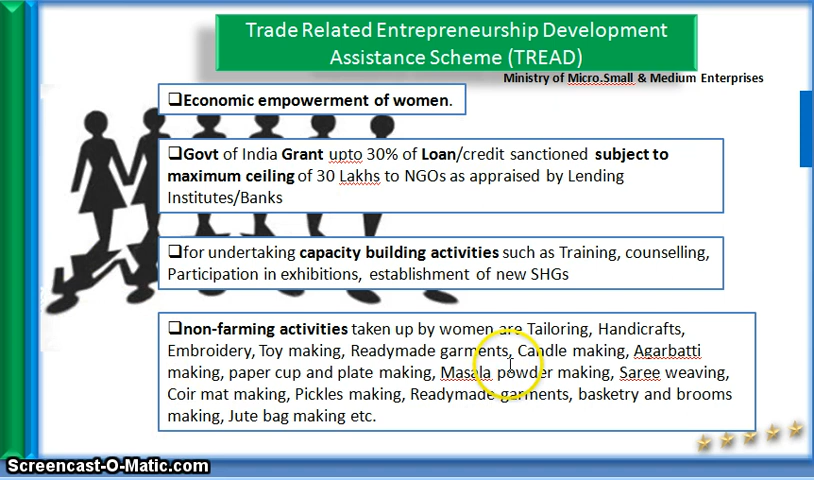 Trade Related Entrepreneurship Development
Assistance Scheme (TREAD)
Ministry of Micro.Small & Medium Enterprises
❑Economic empowerment of women.
❑Govt of India Grant upto 30% of Loan/credit sanctioned subject to
maximum ceiling of 30 Lakhs to NGOs as appraised by Lending
Institutes/Banks
❑for undertaking capacity building activities such as Training, counselling,
Participation in exhibitions, establishment of new SHGs
❑non-farming activities taken up by women are Tailoring, Handicrafts,
Embroidery, Toy making, Readymade garments, Candle making, Agarbatti
making, paper cup and plate making, Masala powder making, Saree weaving,
Coir mat making, Pickles making, Readymade garments, basketry and brooms
making, Jute bag making etc.
Screencast-O-Matic.com